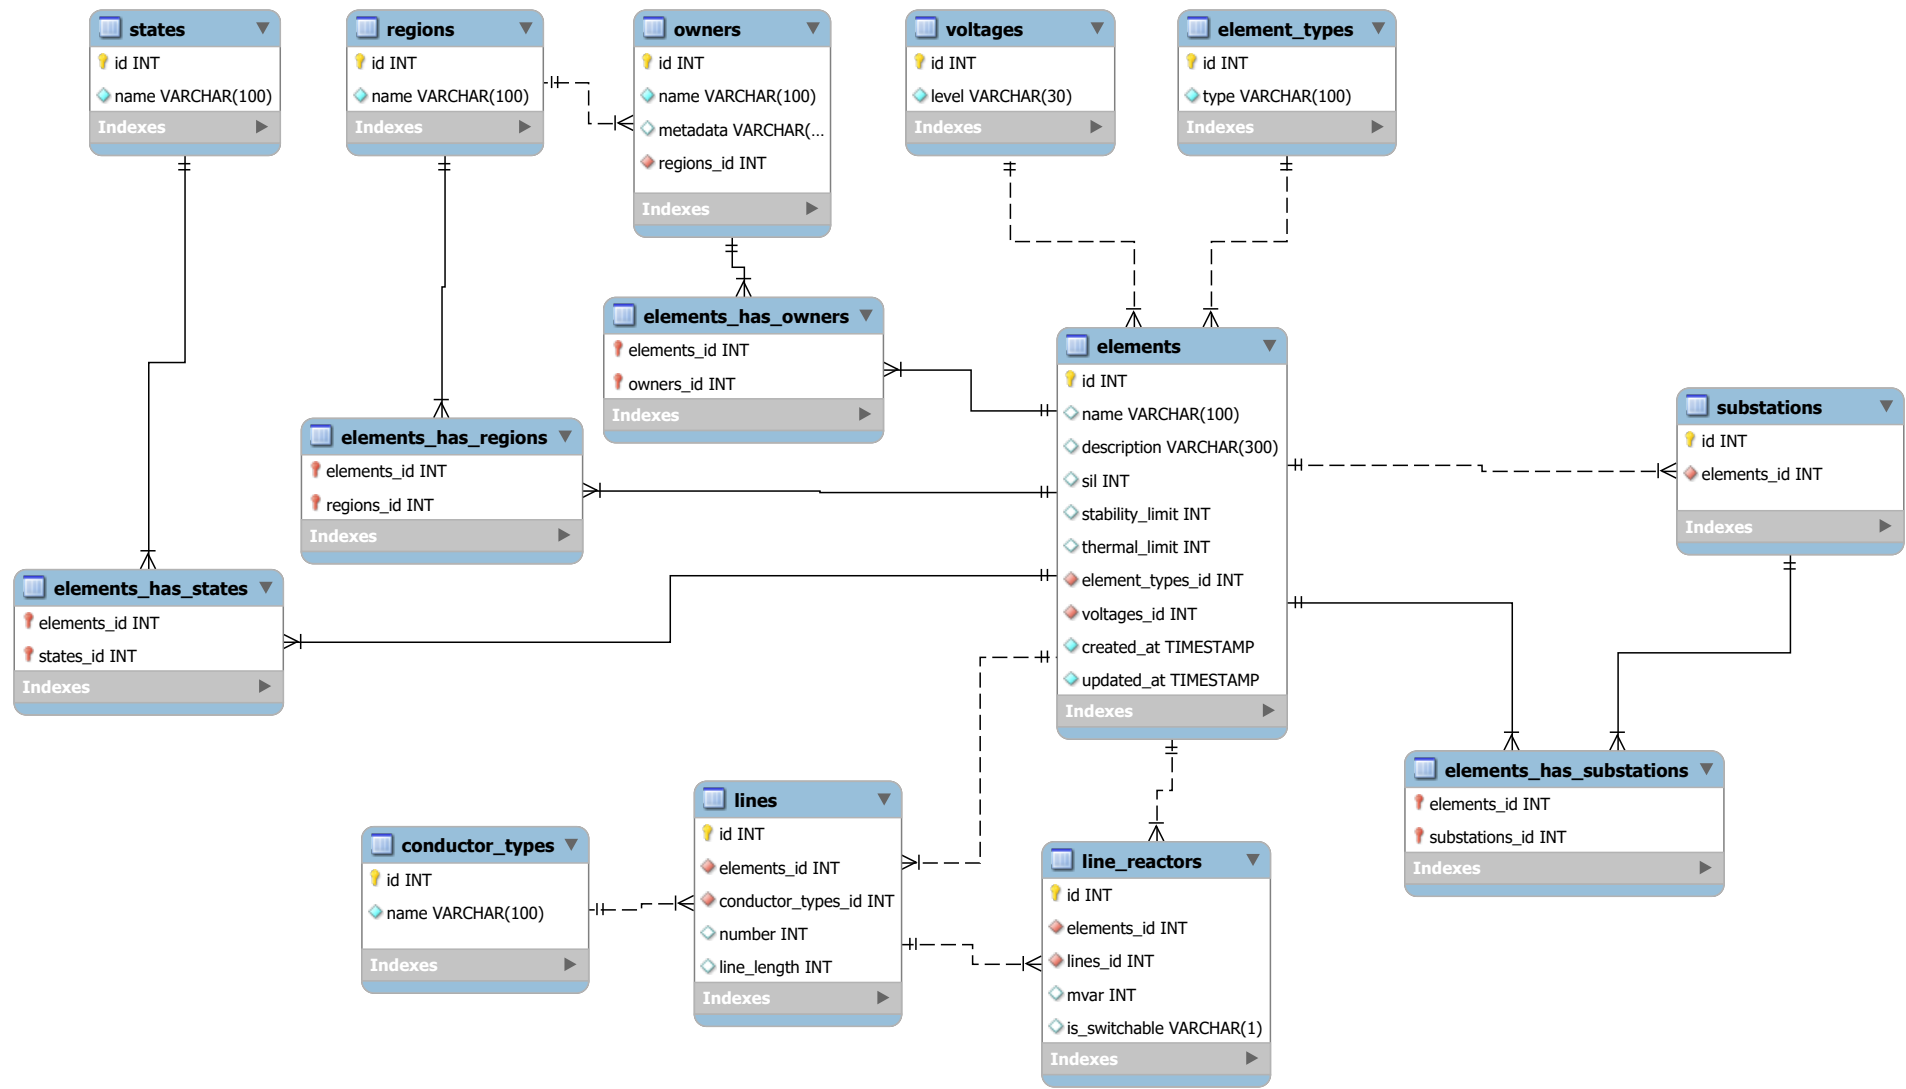 states
id INT
name VARCHAR(100)
Indexes
regions
id INT
name VARCHAR(100)
Indexes
owners
id INT
name VARCHAR(100)
metadata VARCHAR(...
regions_id INT
Indexes
voltages
id INT
level VARCHAR(30)
Indexes
element_types
id INT
type VARCHAR(100)
Indexes
elements_has_owners
elements_id INT
owners_id INT
Indexes
elements
id INT
name VARCHAR(100)
description VARCHAR(300)
sil INT
stability_limit INT
thermal_limit INT
element_types_id INT
voltages_id INT
created_at TIMESTAMP
updated_at TIMESTAMP
Indexes
substations
id INT
elements_id INT
Indexes
elements_has_regions
elements_id INT
regions_id INT
Indexes
elements_has_states
elements_id INT
states_id INT
Indexes
elements_has_substations
elements_id INT
substations_id INT
Indexes
lines
id INT
elements_id INT
conductor_types_id INT
number INT
line_length INT
Indexes
conductor_types
id INT
name VARCHAR(100)
Indexes
line_reactors
id INT
elements_id INT
lines_id INT
mvar INT
is_switchable VARCHAR(1)
Indexes